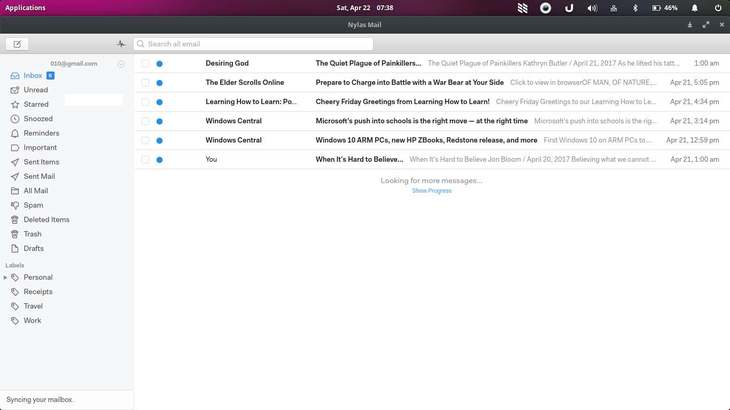 Applications
Sat, Apr 22 07:38
46%
Nylas Mail
Search all email
010@gmail.com
Inbox 6
Unread
Starred
Snoozed
Reminders
Important
Sent Items
Sent Mail
All Mail
Spam
Deleted Items
Trash
Drafts
Labels
Personal
Receipts
Travel
Work
Syncing your mailbox.
Desiring God The Quiet Plague of Painkillers... The Quiet Plague of Painkillers Kathryn Butler / April 21, 2017 As he lifted his tatt... 1:00 am
The Elder Scrolls Online Prepare to Charge into Battle with a War Bear at Your Side Click to view in browserOF MAN, OF NATURE,... Apr 21, 5:05 pm
Learning How to Learn: Po... Cheery Friday Greetings from Learning How to Learn! Cheery Friday Greetings to our Learning How to Le... Apr 21, 4:34 pm
Windows Central Microsoft's push into schools is the right move — at the right time Microsoft's push into schools is the rig... Apr 21, 3:14 pm
Windows Central Windows 10 ARM PCs, new HP ZBooks, Redstone release, and more First Windows 10 on ARM PCs to... Apr 21, 12:59 pm
You When It's Hard to Believe... When It's Hard to Believe Jon Bloom / April 20, 2017 Believing what we cannot ... Apr 21, 1:00 am
Looking for more messages...
Show Progress